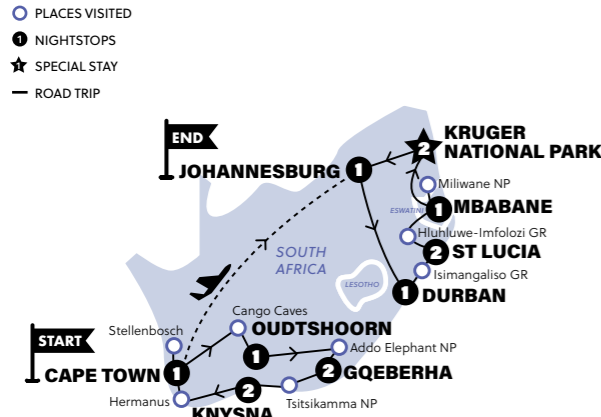 PLACES VISITED
1 NIGHTSTOPS
1 SPECIAL STAY
ROAD TRIP
END
KRUGER
NATIONAL PARK
2
JOHANNESBURG
1
Miliwane NP
ESWATINI
1
MBABANE
Hluhluwe-Imfolozi GR
SOUTH
AFRICA
2
ST LUCIA
Isimangaliso GR
LESOTHO
1
DURBAN
Cango Caves
Stellenbosch
OUDTSHOORN
START
Addo Elephant NP
1
CAPE TOWN
1
2
GQEBERHA
Hermanus
2
Tsitsikamma NP
KNYSNA